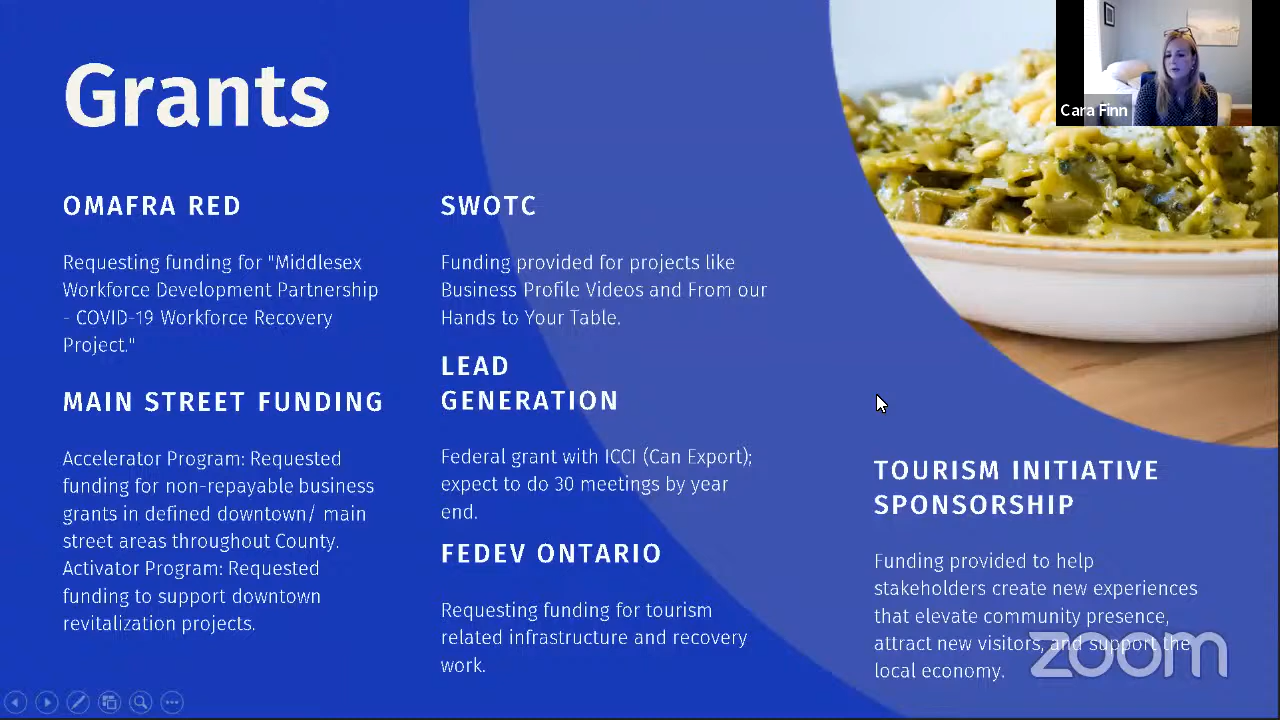 Grants
OMAFRA RED
Requesting funding for "Middlesex
Workforce Development Partnership
- COVID-19 Workforce Recovery
Project."
MAIN STREET FUNDING
Accelerator Program: Requested
funding for non-repayable business
grants in defined downtown/ main
street areas throughout County.
Activator Program: Requested
funding to support downtown
revitalization projects.
SWOTC
Funding provided for projects like
Business Profile Videos and From our
Hands to Your Table.
LEAD
GENERATION
Federal grant with ICCI (Can Export);
expect to do 30 meetings by year
end.
FEDEV ONTARIO
Requesting funding for tourism
related infrastructure and recovery
work.
Cara Finn
TOURISM INITIATIVE
SPONSORSHIP
Funding provided to help
stakeholders create new experiences
that elevate community presence,
attract new visitors, and support the
local economy.
zoom